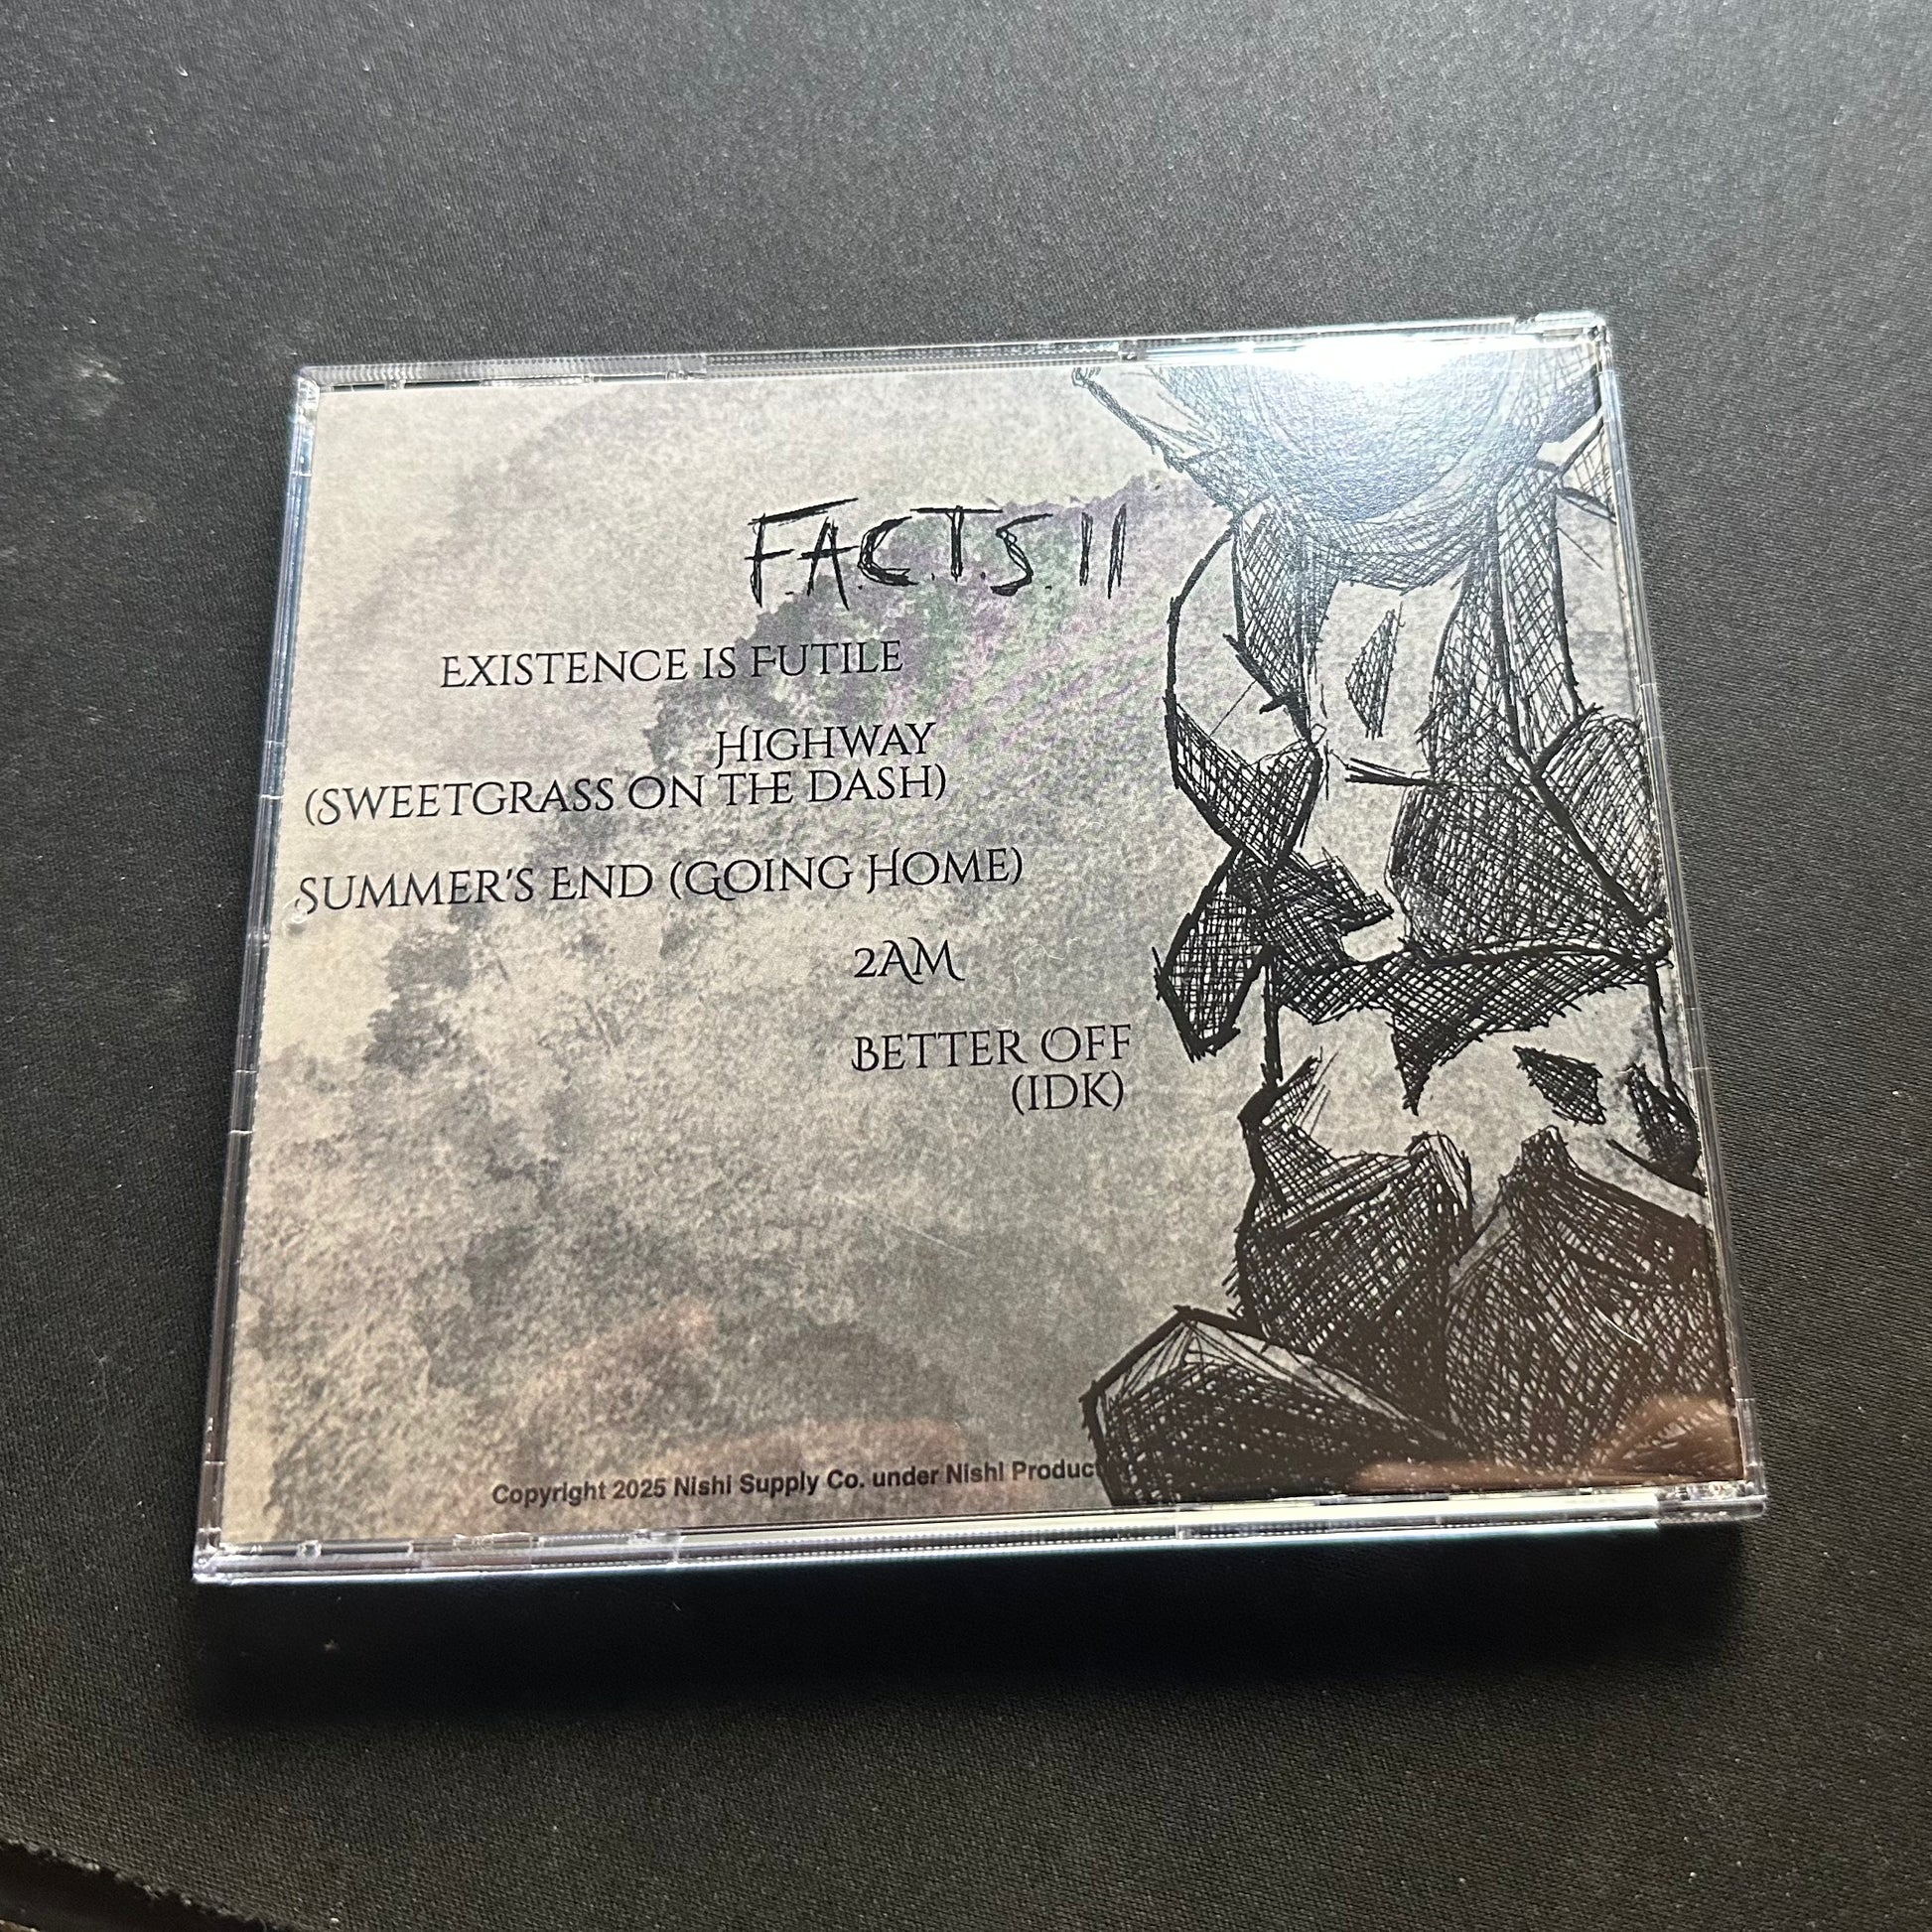 F.A.C.T.S. II
Existence is Futile
Highway
(Sweetgrass on the Dash)
Summer's End (Going Home)
2AM
Better Off
(IDK)
Copyright 2025 Nishi Supply Co. under Nishi Product